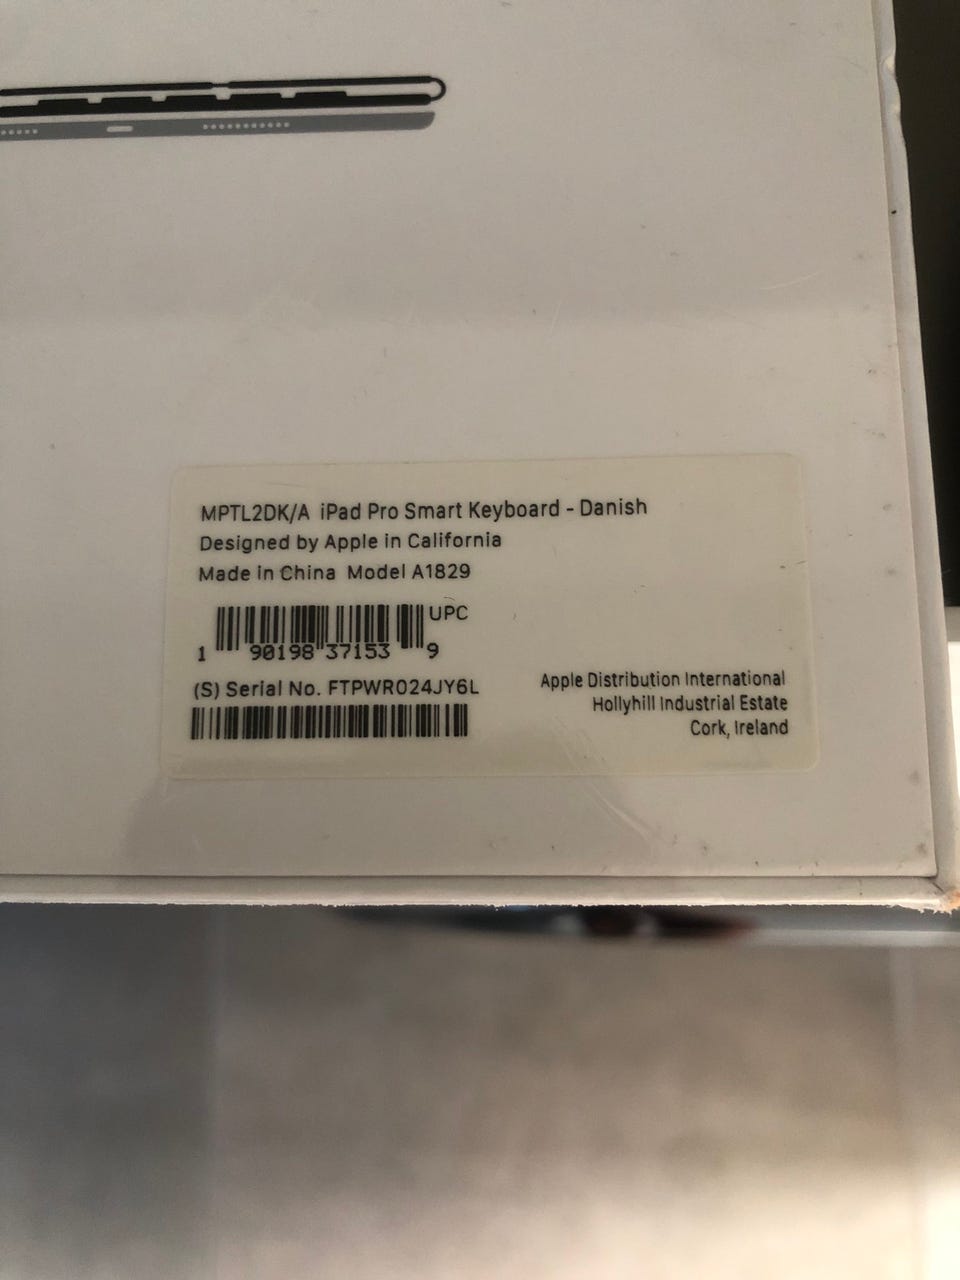 MPTL2DK/A iPad Pro Smart Keyboard - Danish
Designed by Apple in California
Made in China Model A1829
UPC
1 90198 37153 9
(S) Serial No. FTPWR024JY6L
Apple Distribution International
Hollyhill Industrial Estate
Cork, Ireland